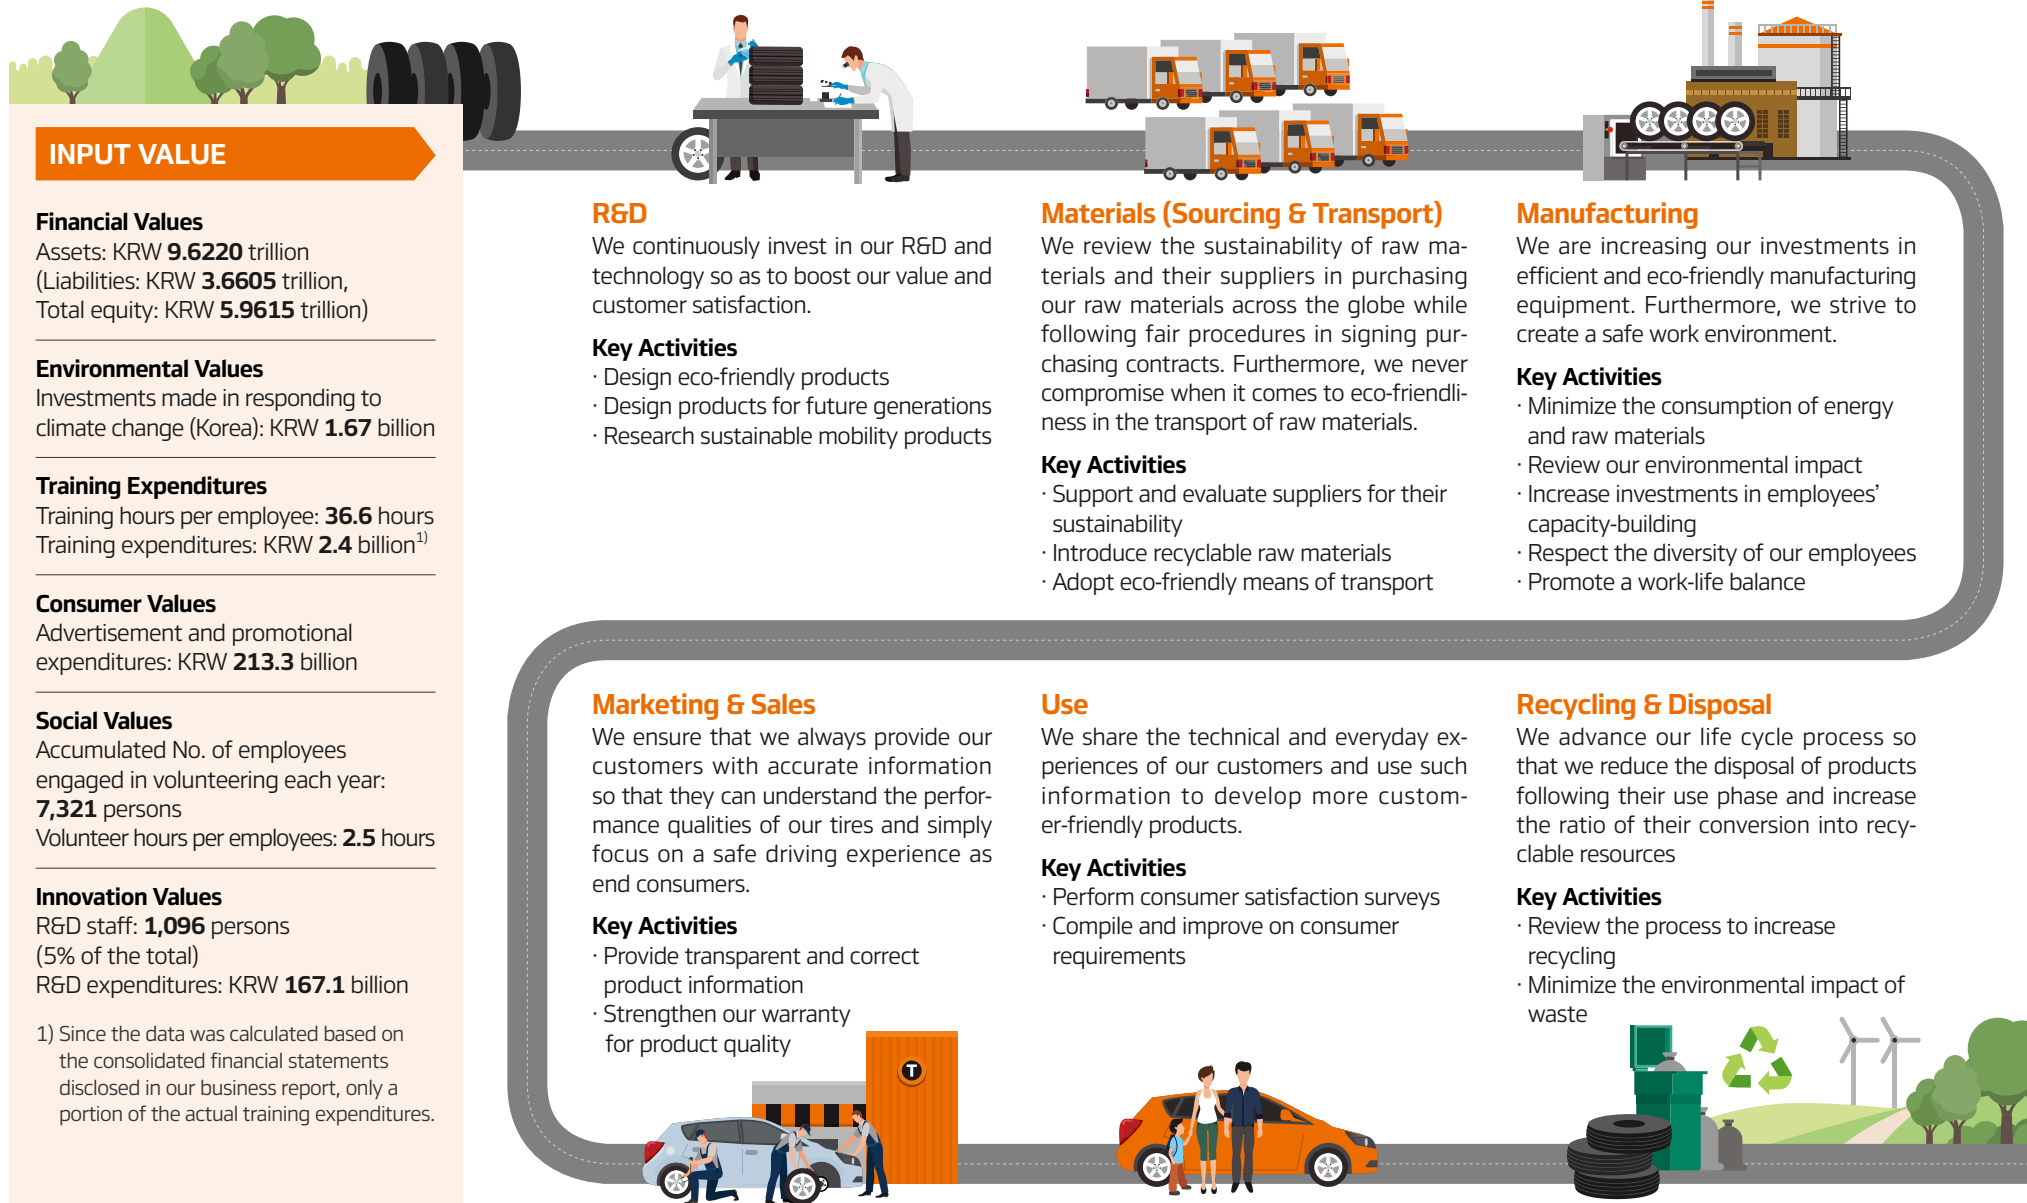 INPUT VALUE
Financial Values
Assets: KRW 9.6220 trillion
(Liabilities: KRW 3.6605 trillion,
Total equity: KRW 5.9615 trillion)
Environmental Values
Investments made in responding to
climate change (Korea): KRW 1.67 billion
Training Expenditures
Training hours per employee: 36.6 hours
Training expenditures: KRW 2.4 billion1)
Consumer Values
Advertisement and promotional
expenditures: KRW 213.3 billion
Social Values
Accumulated No. of employees
engaged in volunteering each year:
7,321 persons
Volunteer hours per employees: 2.5 hours
Innovation Values
R&D staff: 1,096 persons
(5% of the total)
R&D expenditures: KRW 167.1 billion
1) Since the data was calculated based on
the consolidated financial statements
disclosed in our business report, only a
portion of the actual training expenditures.
R&D
We continuously invest in our R&D and
technology so as to boost our value and
customer satisfaction.
Key Activities
· Design eco-friendly products
· Design products for future generations
· Research sustainable mobility products
Materials (Sourcing & Transport)
We review the sustainability of raw ma-
terials and their suppliers in purchasing
our raw materials across the globe while
following fair procedures in signing pur-
chasing contracts. Furthermore, we never
compromise when it comes to eco-friendli-
ness in the transport of raw materials.
Key Activities
· Support and evaluate suppliers for their
sustainability
· Introduce recyclable raw materials
· Adopt eco-friendly means of transport
Manufacturing
We are increasing our investments in
efficient and eco-friendly manufacturing
equipment. Furthermore, we strive to
create a safe work environment.
Key Activities
· Minimize the consumption of energy
and raw materials
· Review our environmental impact
· Increase investments in employees’
capacity-building
· Respect the diversity of our employees
· Promote a work-life balance
Marketing & Sales
We ensure that we always provide our
customers with accurate information
so that they can understand the perfor-
mance qualities of our tires and simply
focus on a safe driving experience as
end consumers.
Key Activities
· Provide transparent and correct
product information
· Strengthen our warranty
for product quality
T
Use
We share the technical and everyday ex-
periences of our customers and use such
information to develop more custom-
er-friendly products.
Key Activities
· Perform consumer satisfaction surveys
· Compile and improve on consumer
requirements
Recycling & Disposal
We advance our life cycle process so
that we reduce the disposal of products
following their use phase and increase
the ratio of their conversion into recy-
clable resources
Key Activities
· Review the process to increase
recycling
· Minimize the environmental impact of
waste